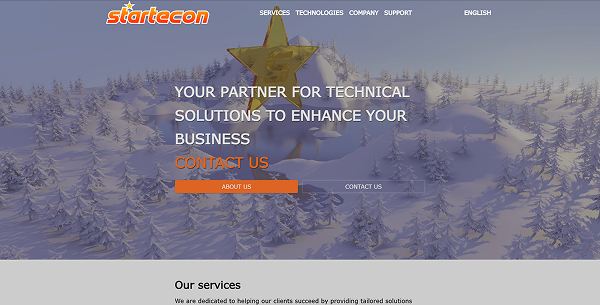 startecon
SERVICES TECHNOLOGIES COMPANY SUPPORT ENGLISH
YOUR PARTNER FOR TECHNICAL
SOLUTIONS TO ENHANCE YOUR
BUSINESS
CONTACT US
ABOUT US CONTACT US
Our services
We are dedicated to helping our clients succeed by providing tailored solutions